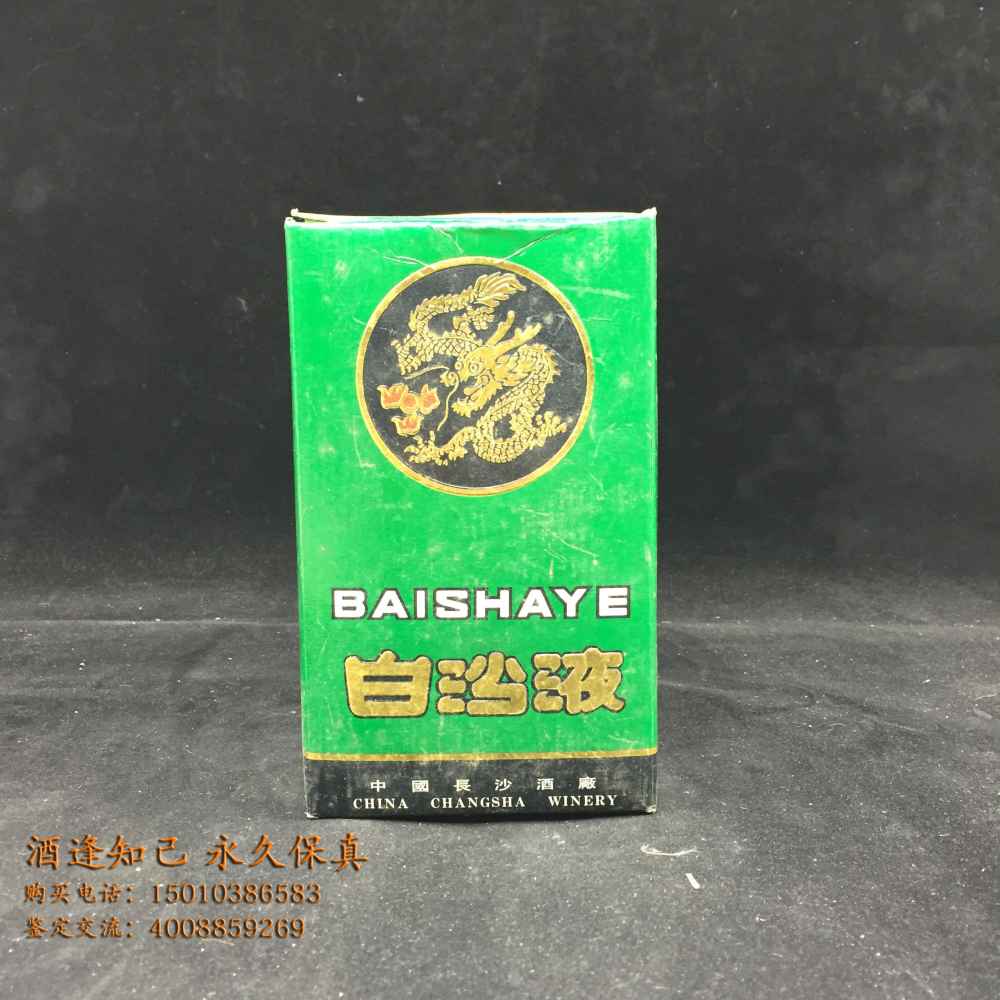 BAISHAYE
白沙液
中國長沙酒廠
CHINA CHANGSHA WINERY
酒逢知己 永久保真
购买电话：15010386583
鉴定交流：4008859269